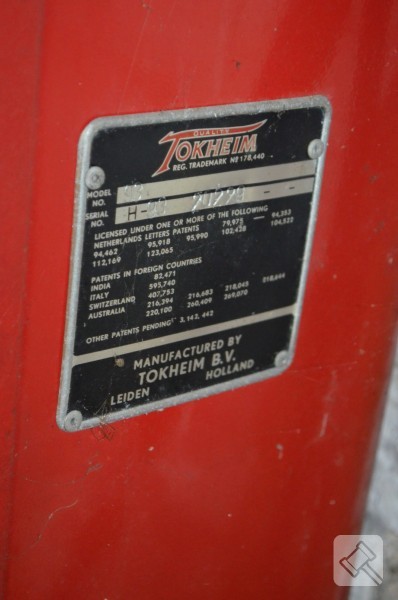 QUALITY
TOKHEIM
REG. TRADEMARK Nº 178,440
MODEL NO.
SERIAL NO. H-
LICENSED UNDER ONE OR MORE OF THE FOLLOWING
NETHERLANDS LETTERS PATENTS 79,975 — 94,353
94,462 95,918 95,990 102,438 104,522
112,169 123,065
PATENTS IN FOREIGN COUNTRIES
INDIA 82,471
ITALY 595,740
SWITZERLAND 407,753 216,683 218,045 218,644
AUSTRALIA 216,394 260,409 269,070
220,100
OTHER PATENTS PENDING 3, 142, 442
MANUFACTURED BY
TOKHEIM B.V.
LEIDEN HOLLAND